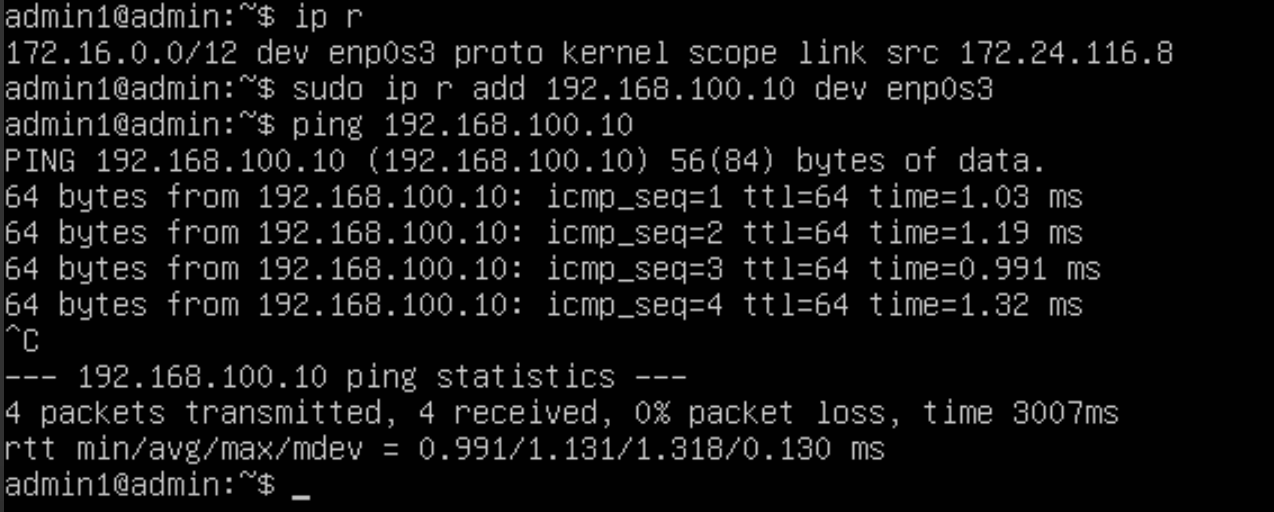 admin1@admin:~$ ip r
172.16.0.0/12 dev enp0s3 proto kernel scope link src 172.24.116.8
admin1@admin:~$ sudo ip r add 192.168.100.10 dev enp0s3
admin1@admin:~$ ping 192.168.100.10
PING 192.168.100.10 (192.168.100.10) 56(84) bytes of data.
64 bytes from 192.168.100.10: icmp_seq=1 ttl=64 time=1.03 ms
64 bytes from 192.168.100.10: icmp_seq=2 ttl=64 time=1.19 ms
64 bytes from 192.168.100.10: icmp_seq=3 ttl=64 time=0.991 ms
64 bytes from 192.168.100.10: icmp_seq=4 ttl=64 time=1.32 ms
^C
--- 192.168.100.10 ping statistics ---
4 packets transmitted, 4 received, 0% packet loss, time 3007ms
rtt min/avg/max/mdev = 0.991/1.131/1.318/0.130 ms
admin1@admin:~$ _